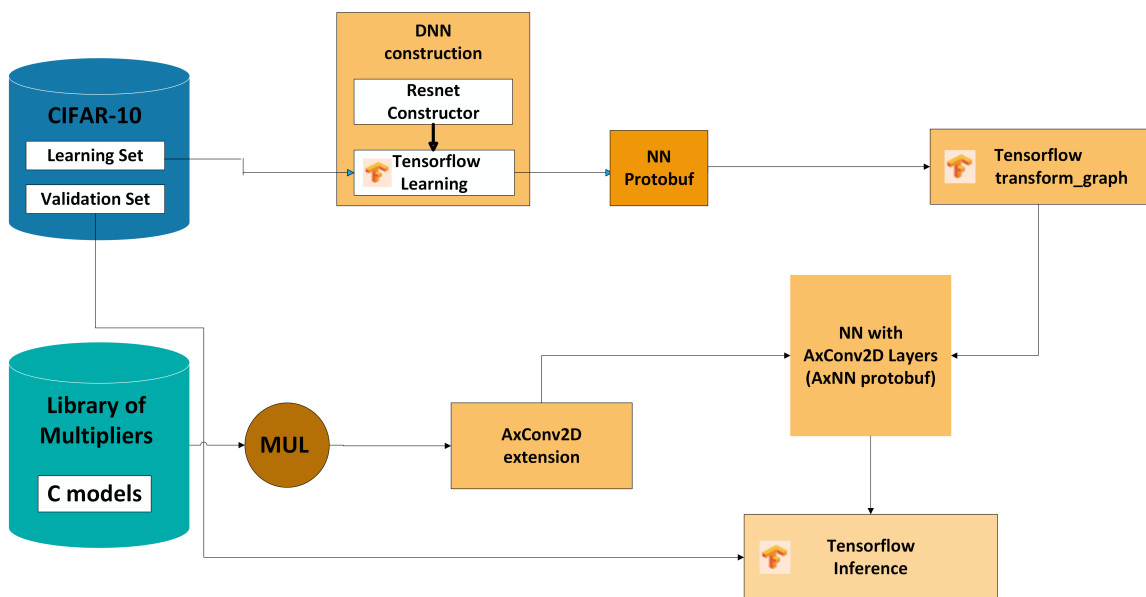 DNN
construction
CIFAR-10
Resnet
Constructor
Learning Set
Tensorflow
Learning
NN
Protobuf
Tensorflow
transform_graph
Validation Set
NN with
AxConv2D Layers
(AxNN protobuf)
Library of
Multipliers
MUL
AxConv2D
extension
C models
Tensorflow
Inference